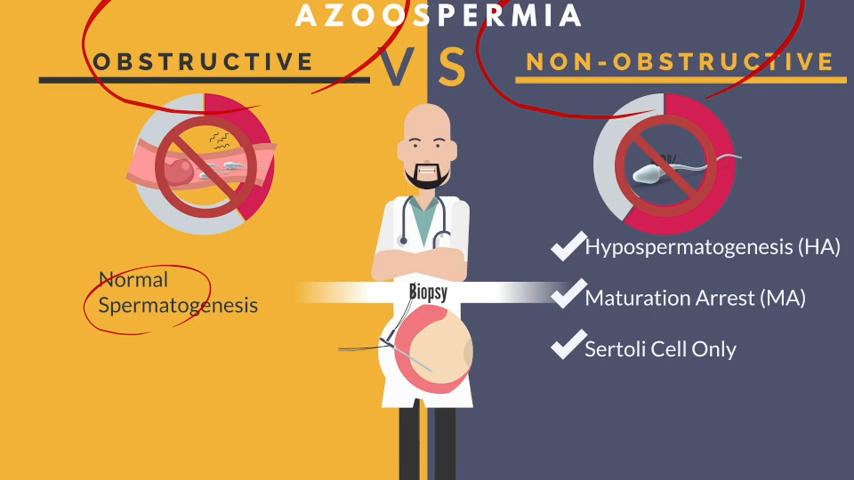 AZOOSPERMIA
OBSTRUCTIVE
VS
NON-OBSTRUCTIVE
Normal
Spermatogenesis
Biopsy
Hypospermatogenesis (HA)
Maturation Arrest (MA)
Sertoli Cell Only